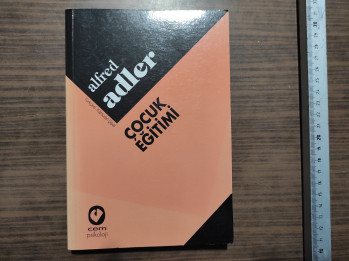 alfred
adler
ÇOCUK
EĞİTİMİ
cem
psikoloji